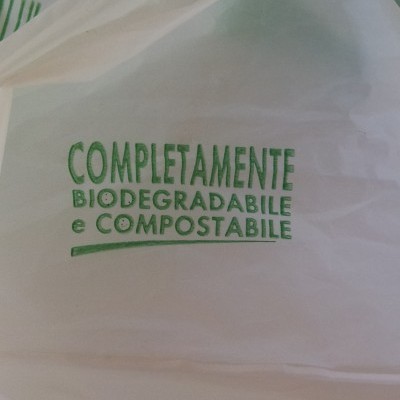 COMPLETAMENTE
BIODEGRADABILE
e COMPOSTABILE